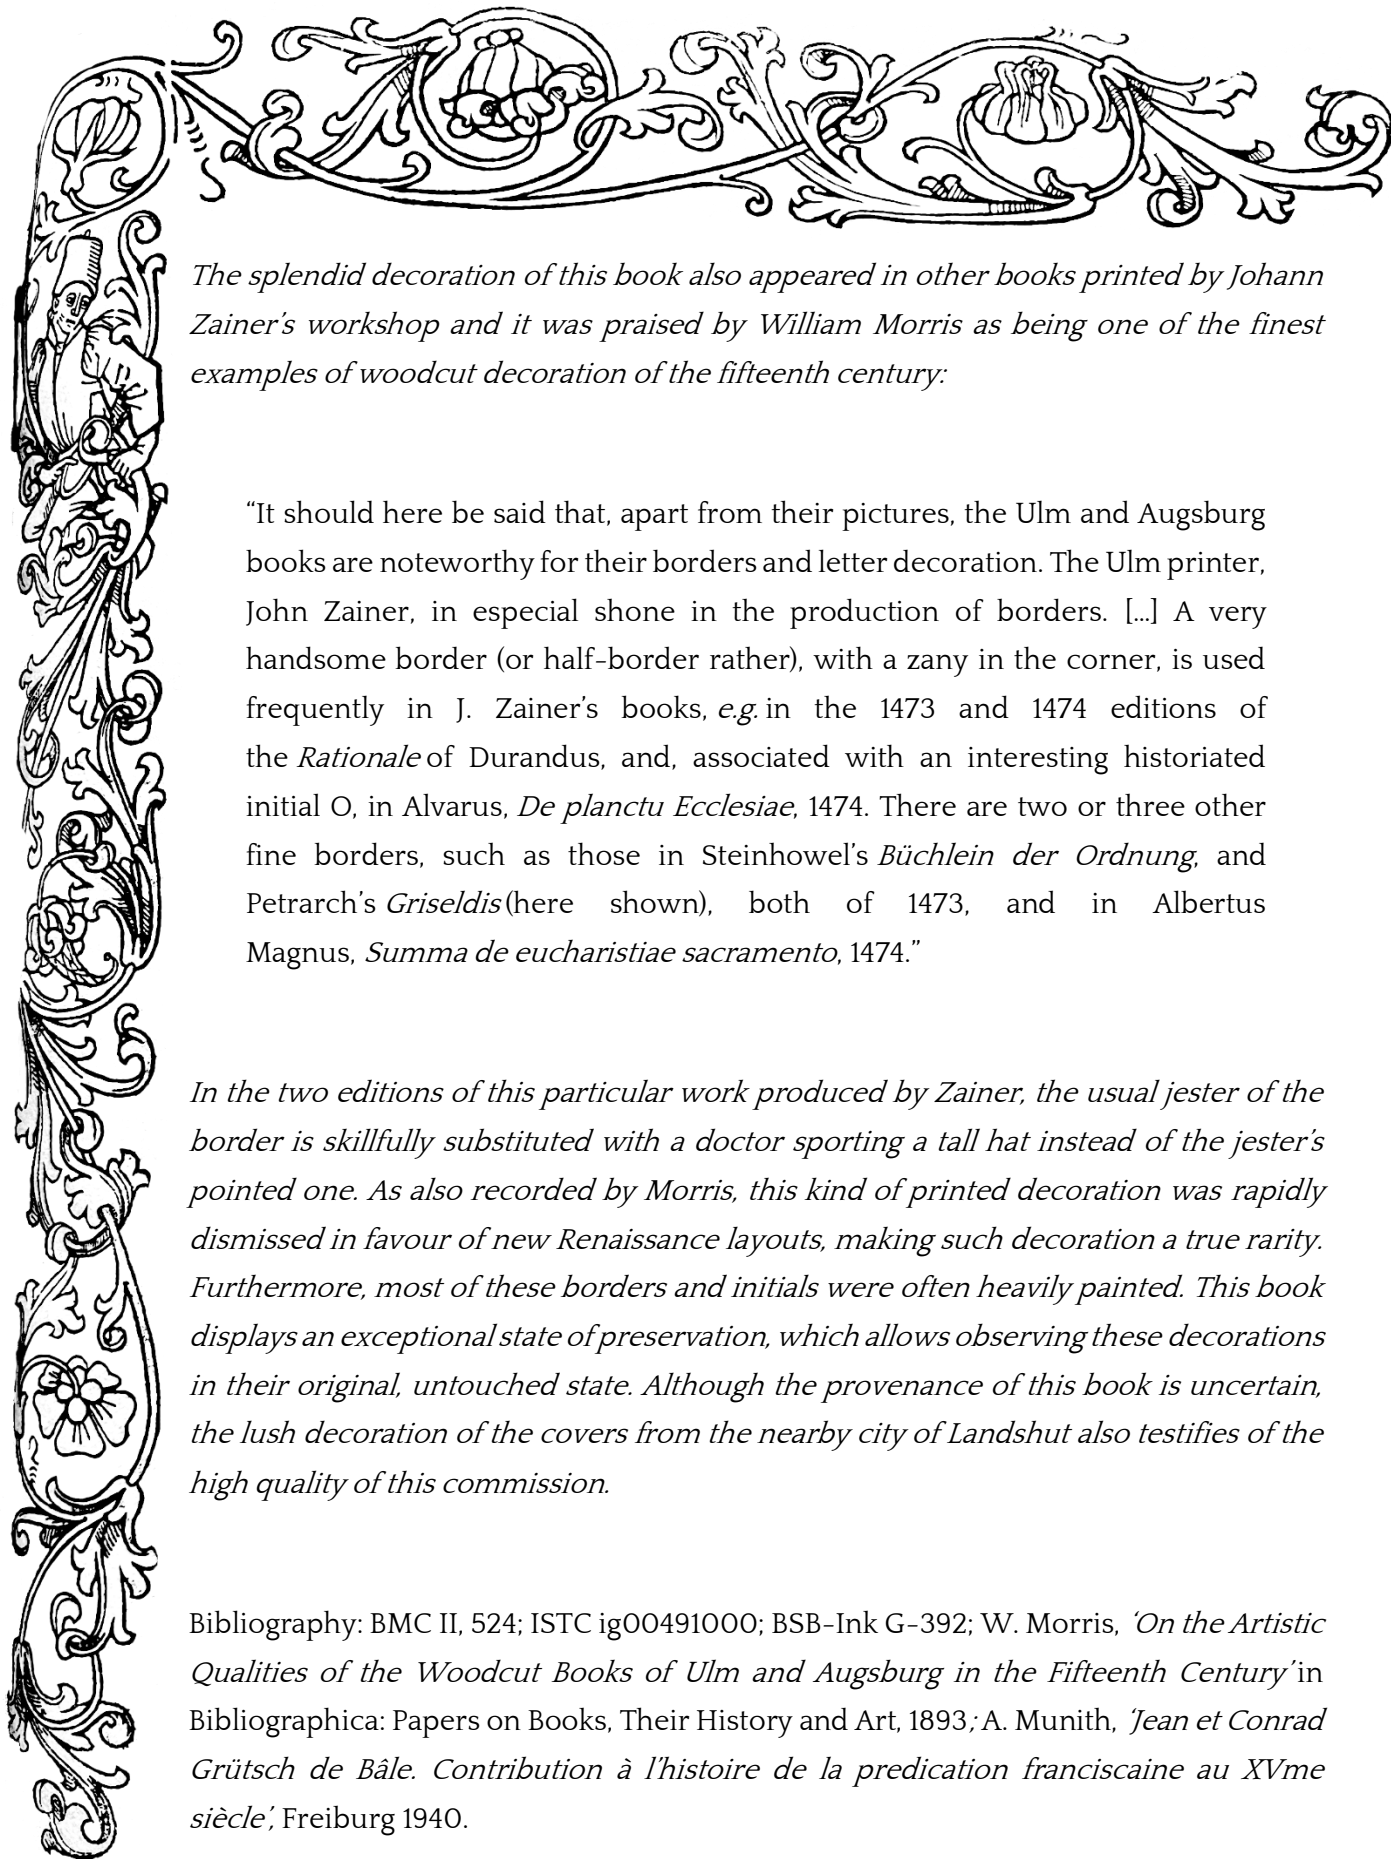 The splendid decoration of this book also appeared in other books printed by Johann
Zainer’s workshop and it was praised by William Morris as being one of the finest
examples of woodcut decoration of the fifteenth century:
“It should here be said that, apart from their pictures, the Ulm and Augsburg
books are noteworthy for their borders and letter decoration. The Ulm printer,
John Zainer, in especial shone in the production of borders. [...] A very
handsome border (or half-border rather), with a zany in the corner, is used
frequently in J. Zainer’s books, e.g. in the 1473 and 1474 editions of
the Rationale of Durandus, and, associated with an interesting historiated
initial O, in Alvarus, De planctu Ecclesiae, 1474. There are two or three other
fine borders, such as those in Steinhowel’s Büchlein der Ordnung, and
Petrarch’s Griseldis (here shown), both of 1473, and in Albertus
Magnus, Summa de eucharistiae sacramento, 1474.”
In the two editions of this particular work produced by Zainer, the usual jester of the
border is skillfully substituted with a doctor sporting a tall hat instead of the jester’s
pointed one. As also recorded by Morris, this kind of printed decoration was rapidly
dismissed in favour of new Renaissance layouts, making such decoration a true rarity.
Furthermore, most of these borders and initials were often heavily painted. This book
displays an exceptional state of preservation, which allows observing these decorations
in their original, untouched state. Although the provenance of this book is uncertain,
the lush decoration of the covers from the nearby city of Landshut also testifies of the
high quality of this commission.
Bibliography: BMC II, 524; ISTC ig00491000; BSB-Ink G-392; W. Morris, ‘On the Artistic
Qualities of the Woodcut Books of Ulm and Augsburg in the Fifteenth Century’ in
Bibliographica: Papers on Books, Their History and Art, 1893; A. Munith, ‘Jean et Conrad
Grütsch de Bâle. Contribution à l’histoire de la predication franciscaine au XVme
siècle’, Freiburg 1940.